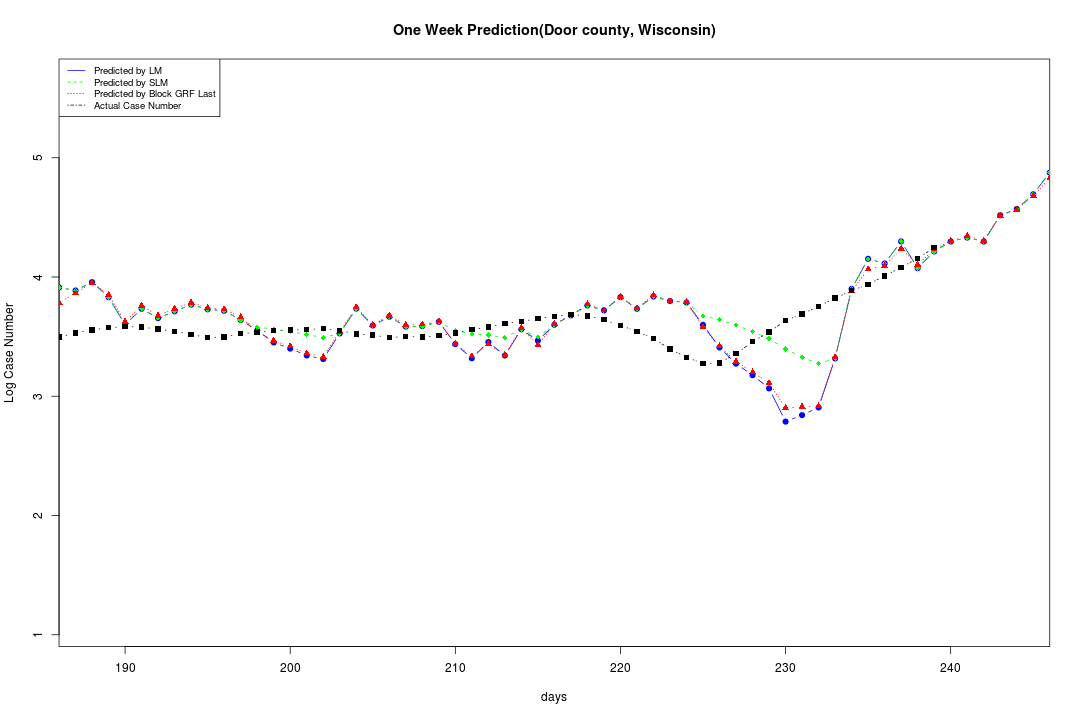 One Week Prediction(Door county, Wisconsin)
Predicted by LM
Predicted by SLM
Predicted by Block GRF Last
Actual Case Number
5
4
3
2
1
Log Case Number
190 200 210 220 230 240
days